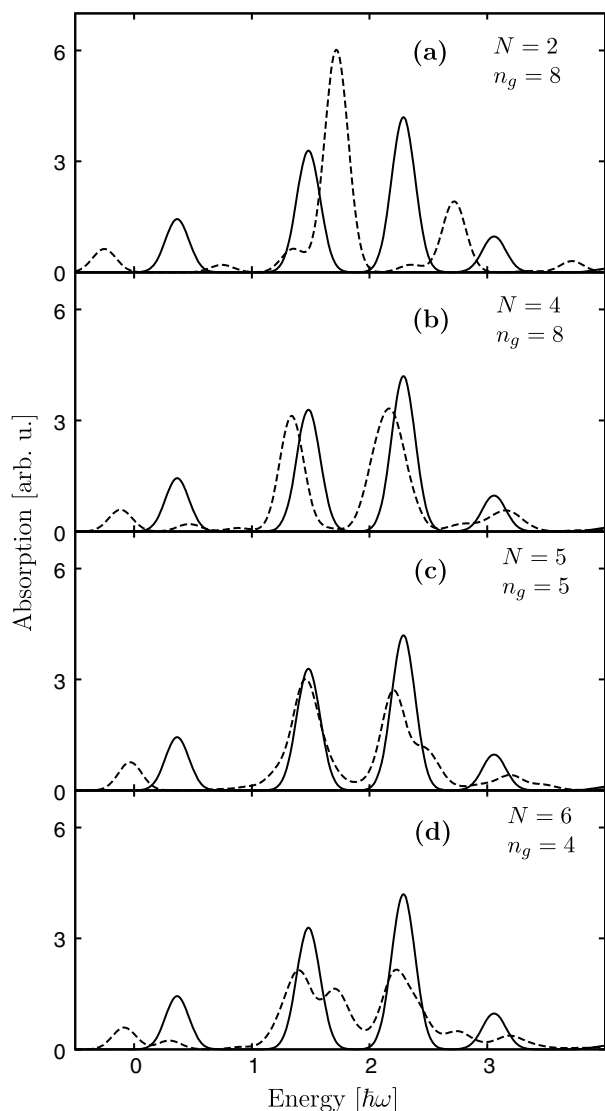 (a)
N = 2
n_g = 8
6
3
0
(b)
N = 4
n_g = 8
6
3
0
Absorption [arb. u.]
(c)
N = 5
n_g = 5
6
3
0
(d)
N = 6
n_g = 4
6
3
0
0 1 2 3
Energy [ℏω]